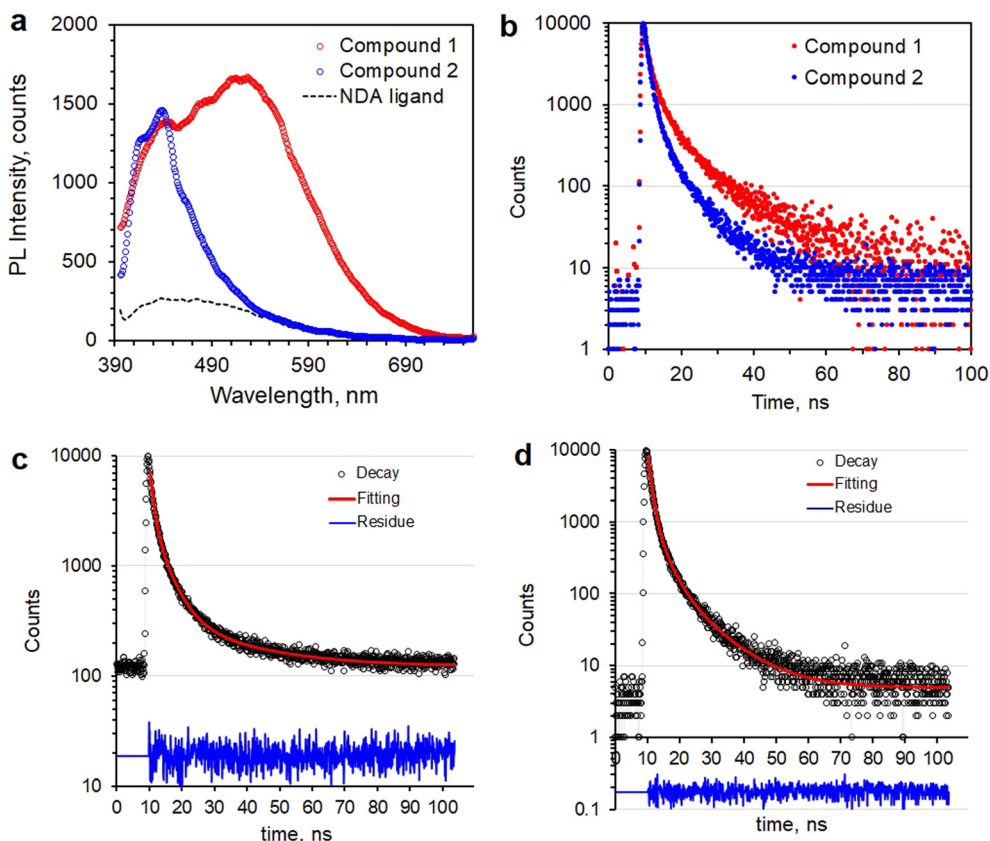 a
2000
1500
1000
500
0
PL Intensity, counts
Compound 1
Compound 2
NDA ligand
390
490
590
690
Wavelength, nm
b
10000
1000
100
10
1
Counts
Compound 1
Compound 2
0
20
40
60
80
100
Time, ns
c
10000
1000
100
10
Counts
Decay
Fitting
Residue
0 10 20 30 40 50 60 70 80 90 100
time, ns
d
10000
1000
100
10
1
0.1
Counts
Decay
Fitting
Residue
0 10 20 30 40 50 60 70 80 90 100
time, ns